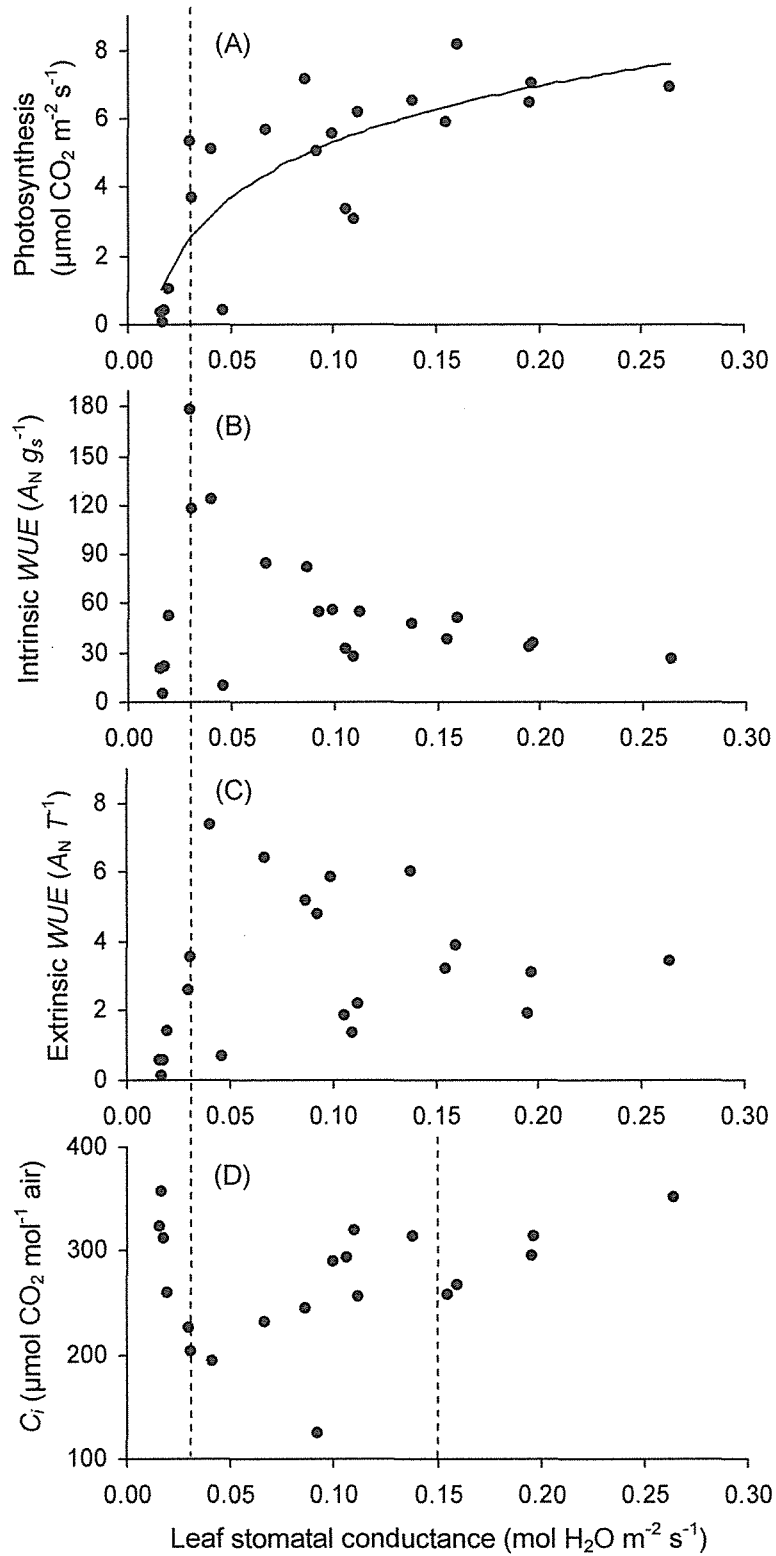 (A)
Photosynthesis
(µmol CO₂ m⁻² s⁻¹)
8
6
4
2
0
0.00 0.05 0.10 0.15 0.20 0.25 0.30
(B)
Intrinsic WUE (A_N g_s⁻¹)
180
150
120
90
60
30
0
0.00 0.05 0.10 0.15 0.20 0.25 0.30
(C)
Extrinsic WUE (A_N T⁻¹)
8
6
4
2
0
0.00 0.05 0.10 0.15 0.20 0.25 0.30
(D)
C_i (µmol CO₂ mol⁻¹ air)
400
300
200
100
0.00 0.05 0.10 0.15 0.20 0.25 0.30
Leaf stomatal conductance (mol H₂O m⁻² s⁻¹)